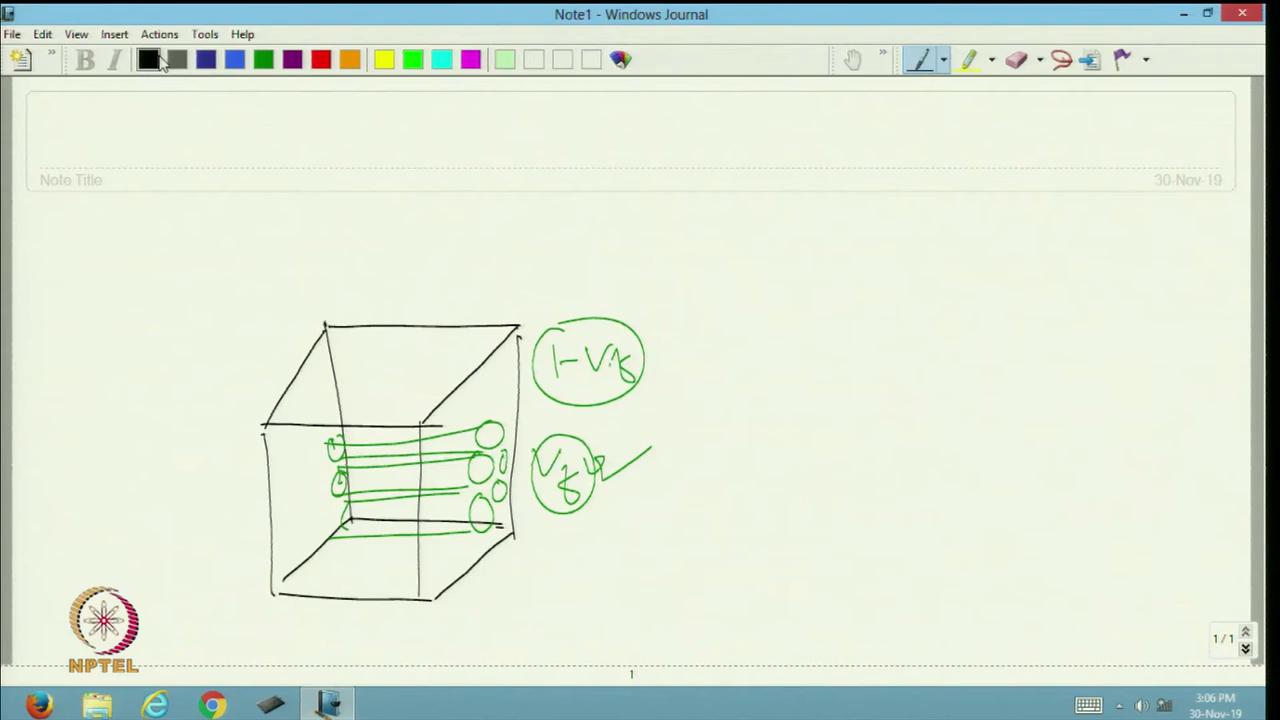 Note1 - Windows Journal
File Edit View Insert Actions Tools Help
B I
Note Title
30-Nov-19
1-Vf
Vf
NPTEL
1 / 1
1
3:06 PM
30-Nov-19